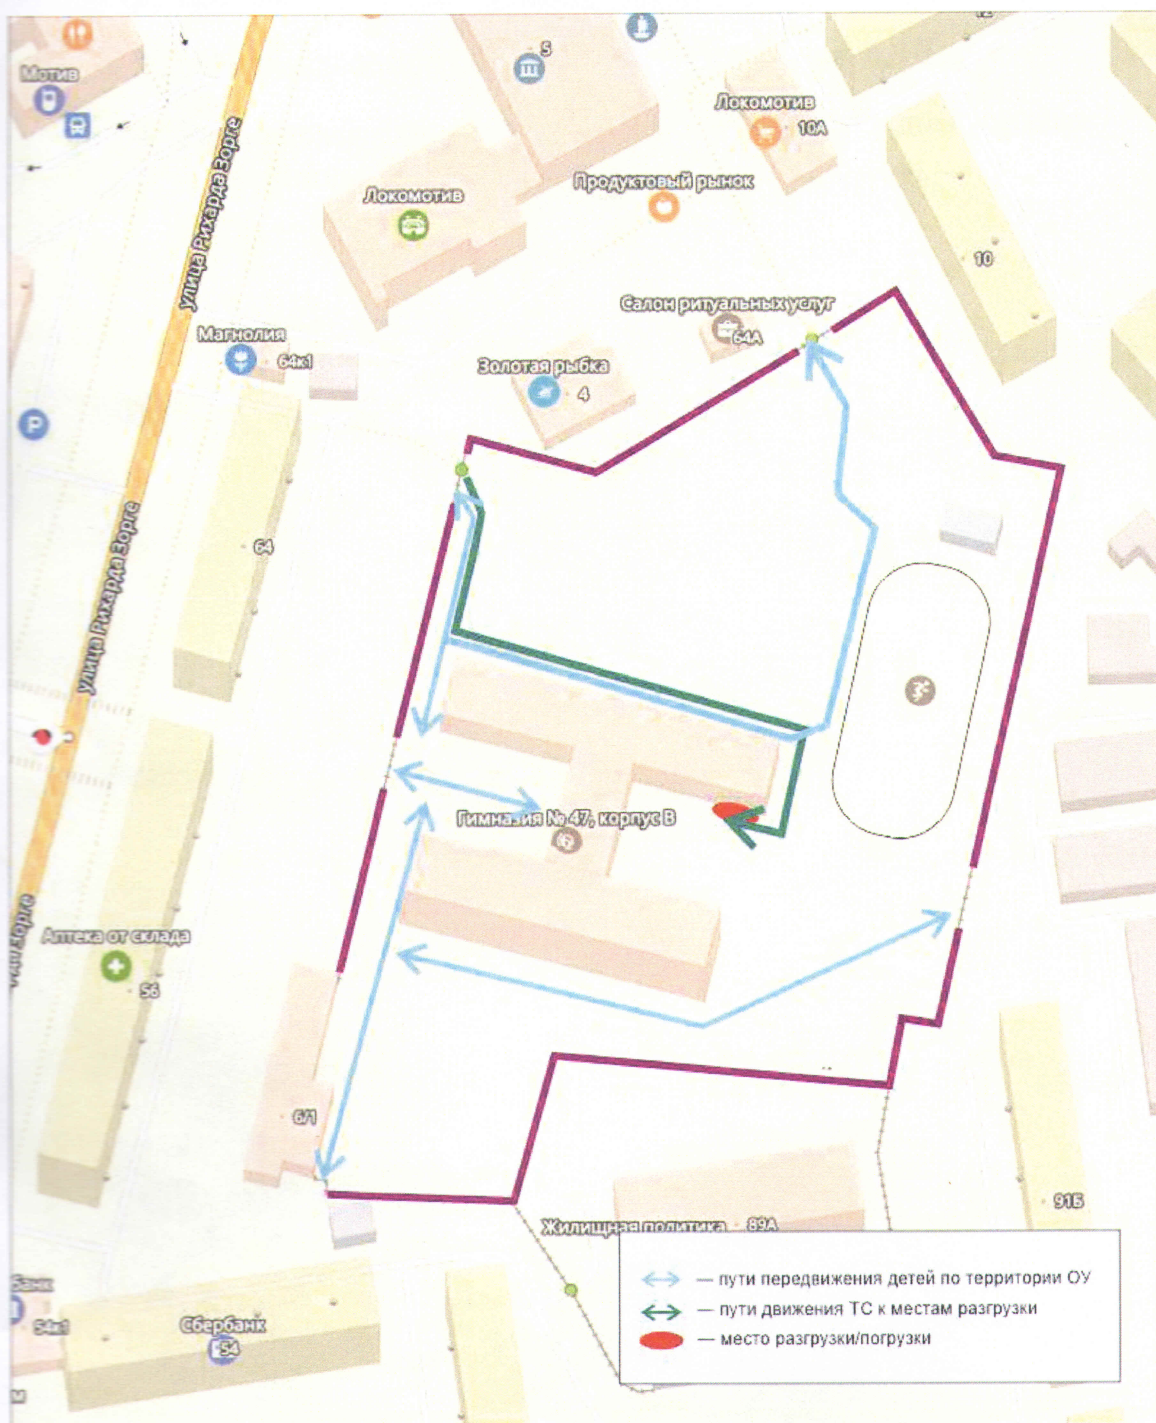 12
5
Мотив
Локомотив
10А
улица Рихарда Зорге
Продуктовый рынок
Локомотив
10
Салон ритуальных услуг
64А
Магнолия
64к1
Золотая рыбка
4
64
улица Рихарда Зорге
Гимназия № 47, корпус В
Аптека от склада
56
6/1
91Б
Жилищная политика
89А
Банк
54к1
Сбербанк
54
— пути передвижения детей по территории ОУ
— пути движения ТС к местам разгрузки
— место разгрузки/погрузки